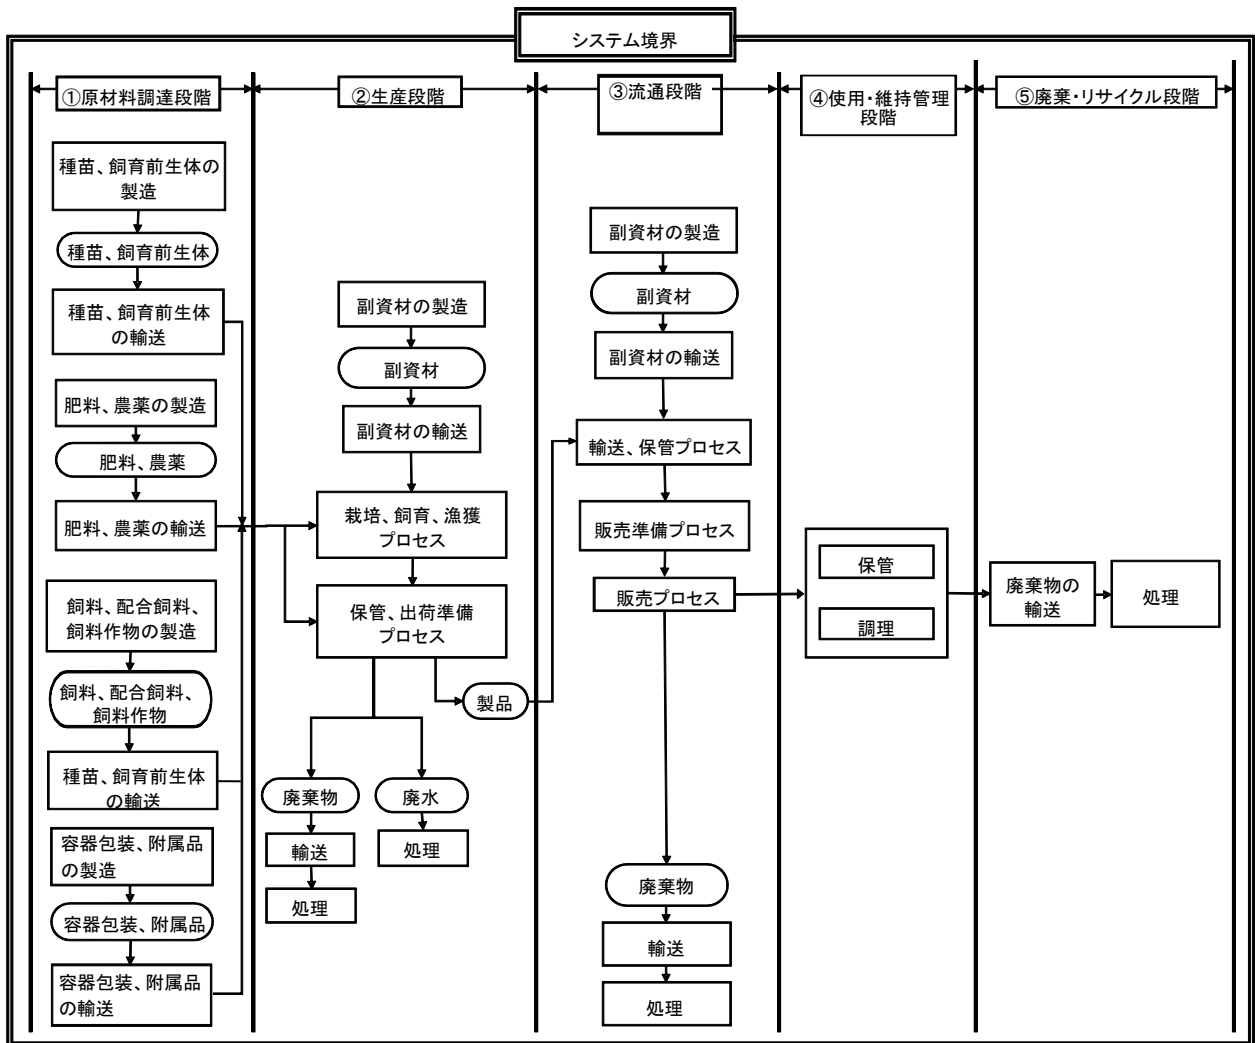 システム境界
①原材料調達段階
②生産段階
③流通段階
④使用・維持管理
段階
⑤廃棄・リサイクル段階
種苗、飼育前生体の
製造
種苗、飼育前生体
種苗、飼育前生体
の輸送
肥料、農薬の製造
肥料、農薬
肥料、農薬の輸送
飼料、配合飼料、
飼料作物の製造
飼料、配合飼料、
飼料作物
種苗、飼育前生体
の輸送
容器包装、附属品
の製造
容器包装、附属品
容器包装、附属品
の輸送
副資材の製造
副資材
副資材の輸送
栽培、飼育、漁獲
プロセス
保管、出荷準備
プロセス
製品
廃棄物
輸送
処理
廃水
処理
副資材の製造
副資材
副資材の輸送
輸送、保管プロセス
販売準備プロセス
販売プロセス
廃棄物
輸送
処理
保管
調理
廃棄物の
輸送
処理